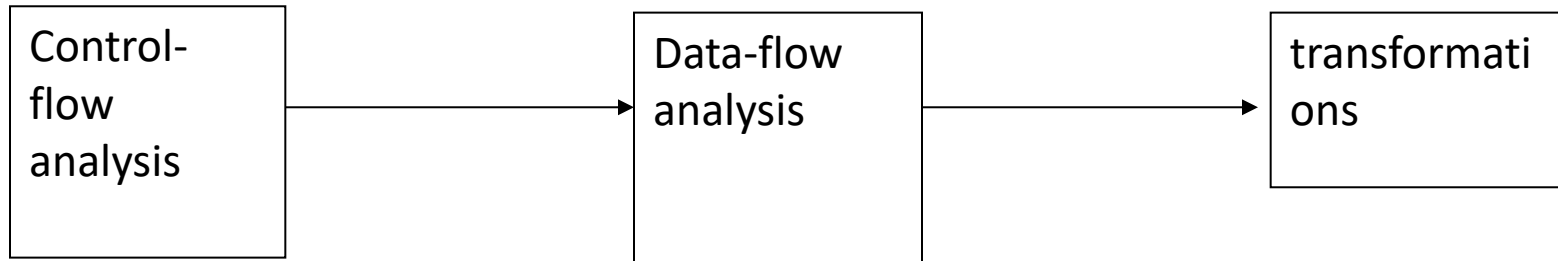 Control-
flow
analysis
Data-flow
analysis
transformati
ons